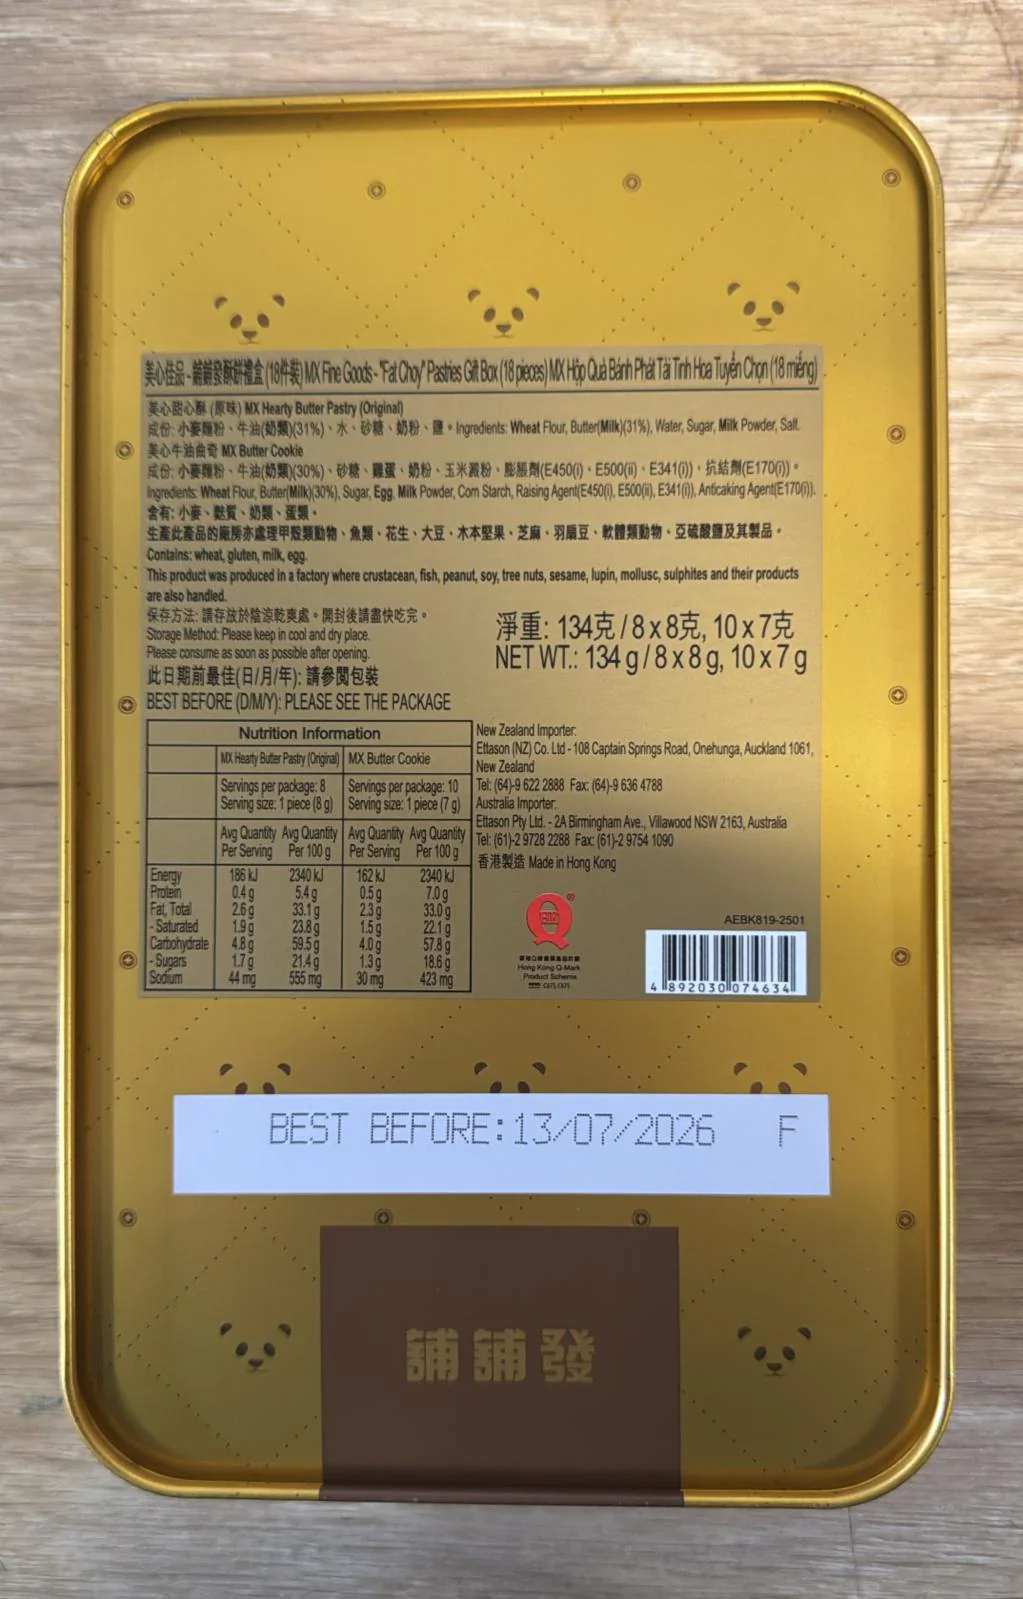 美心佳品 - 舖舖發酥餅禮盒 (18件裝) MX Fine Goods - "Fat Choy" Pastries Gift Box (18 pieces) MX Hộp Quà Bánh Phát Tài Tinh Hoa Tuyển Chọn (18 miếng)
美心甜心酥 (原味) MX Hearty Butter Pastry (Original)
成份: 小麥麵粉、牛油(奶類)(31%)、水、砂糖、奶粉、鹽。Ingredients: Wheat Flour, Butter(Milk)(31%), Water, Sugar, Milk Powder, Salt.
美心牛油曲奇 MX Butter Cookie
成份: 小麥麵粉、牛油(奶類)(30%)、砂糖、雞蛋、奶粉、玉米澱粉、膨脹劑(E450(i)、E500(ii)、E341(i))、抗結劑(E170(i))。
Ingredients: Wheat Flour, Butter(Milk)(30%), Sugar, Egg, Milk Powder, Corn Starch, Raising Agent(E450(i), E500(ii), E341(i)), Anticaking Agent(E170(i)).
含有: 小麥、麩質、奶類、蛋類。
生產此產品的廠房亦處理甲殼類動物、魚類、花生、大豆、木本堅果、芝麻、羽扇豆、軟體類動物、亞硫酸鹽及其製品。
Contains: wheat, gluten, milk, egg.
This product was produced in a factory where crustacean, fish, peanut, soy, tree nuts, sesame, lupin, mollusc, sulphites and their products
are also handled.
保存方法: 請存放於陰涼乾爽處。開封後請盡快吃完。
Storage Method: Please keep in cool and dry place.
Please consume as soon as possible after opening.
此日期前最佳(日/月/年): 請參閱包裝
BEST BEFORE (D/M/Y): PLEASE SEE THE PACKAGE
淨重: 134克 / 8 x 8克, 10 x 7克
NET WT.: 134 g / 8 x 8 g, 10 x 7 g
Nutrition Information
MX Hearty Butter Pastry (Original) MX Butter Cookie
Servings per package: 8 Servings per package: 10
Serving size: 1 piece (8 g) Serving size: 1 piece (7 g)
Avg Quantity Avg Quantity Avg Quantity Avg Quantity
Per Serving Per 100 g Per Serving Per 100 g
Energy 186 kJ 2340 kJ 162 kJ 2340 kJ
Protein 0.4 g 5.4 g 0.5 g 7.0 g
Fat, Total 2.6 g 33.1 g 2.3 g 33.0 g
- Saturated 1.9 g 23.8 g 1.5 g 22.1 g
Carbohydrate 4.8 g 59.5 g 4.0 g 57.8 g
- Sugars 1.7 g 21.4 g 1.3 g 18.6 g
Sodium 44 mg 555 mg 30 mg 423 mg
New Zealand Importer:
Ettason (NZ) Co. Ltd - 108 Captain Springs Road, Onehunga, Auckland 1061,
New Zealand
Tel: (64)-9 622 2888 Fax: (64)-9 636 4788
Australia Importer:
Ettason Pty Ltd. - 2A Birmingham Ave., Villawood NSW 2163, Australia
Tel: (61)-2 9728 2288 Fax: (61)-2 9754 1090
香港製造 Made in Hong Kong
Hong Kong Q-Mark
Product Scheme
AEBK819-2501
4 892030 074634
BEST BEFORE:13/07/2026 F
舖舖發